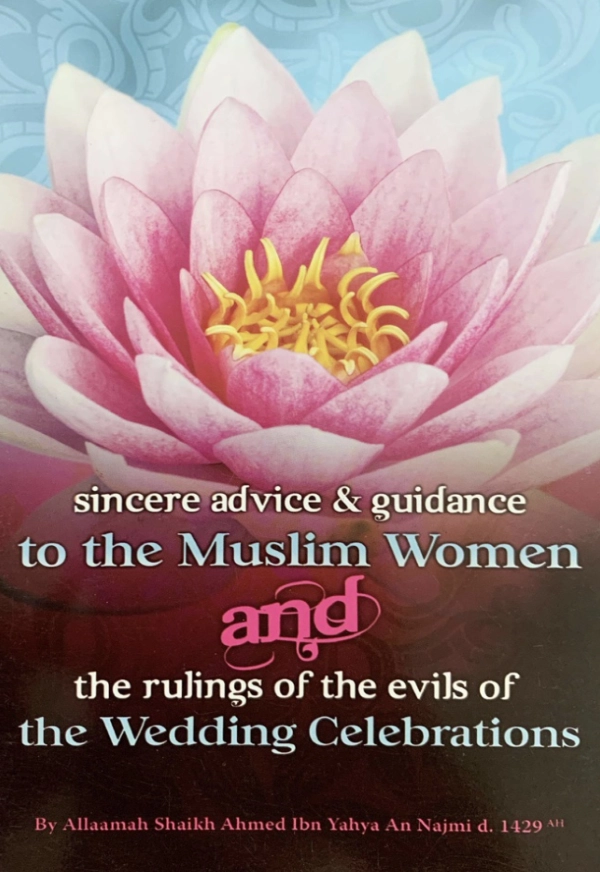 sincere advice & guidance
to the Muslim Women
and
the rulings of the evils of
the Wedding Celebrations
By Allaamah Shaikh Ahmed Ibn Yahya An Najmi d. 1429 AH